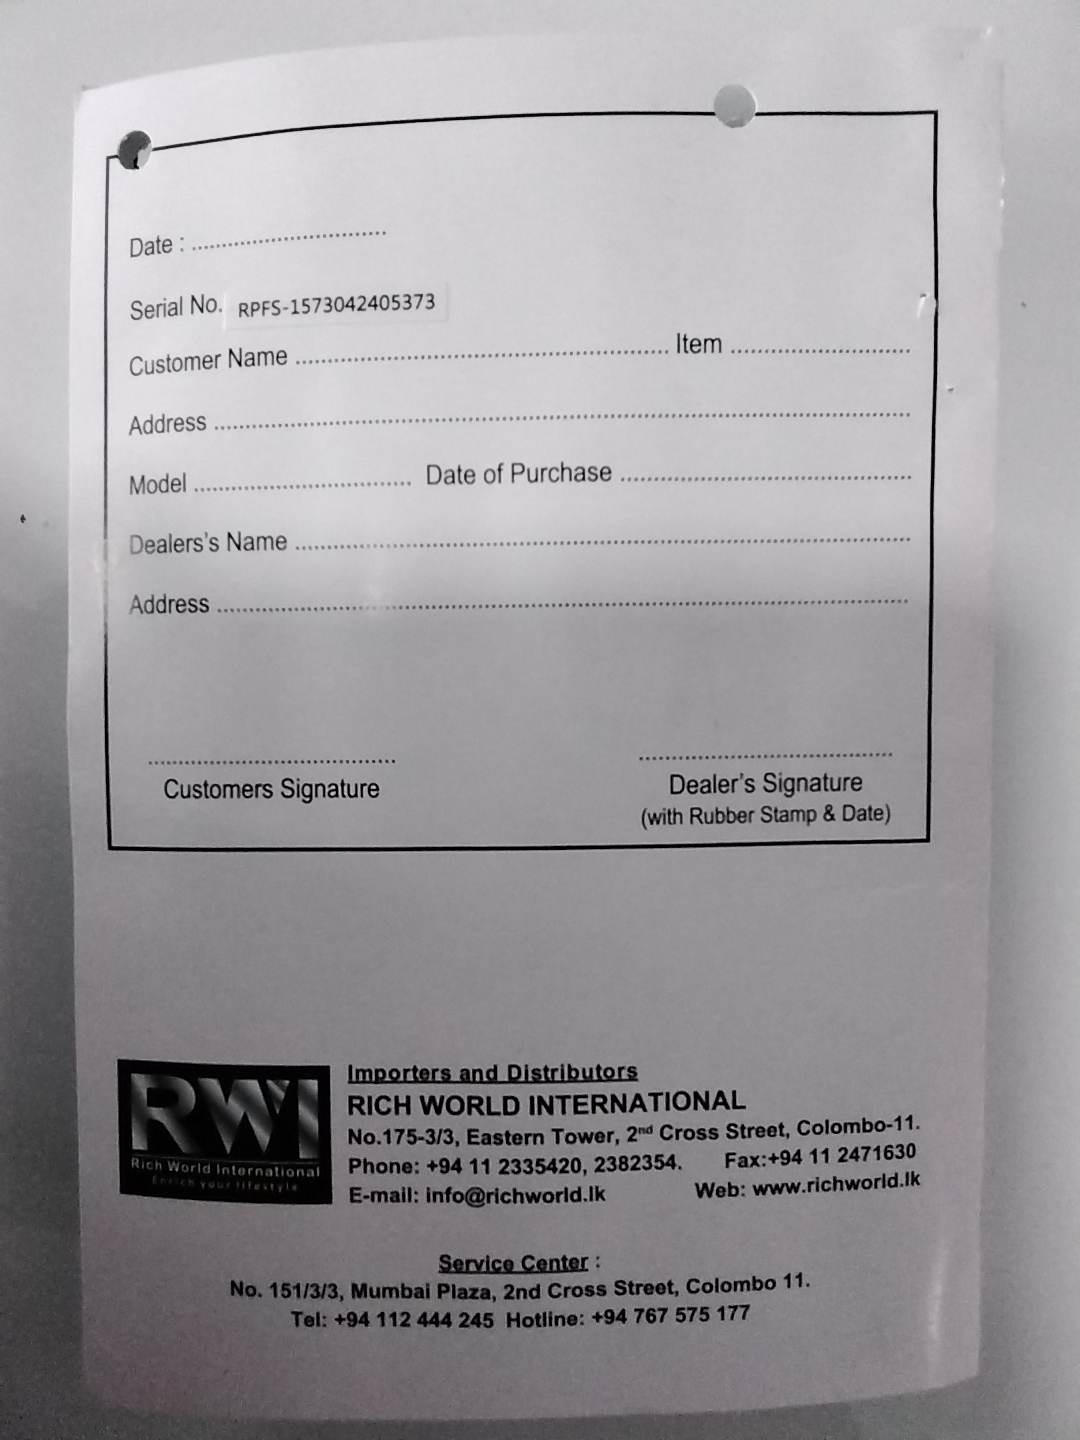 Date : ................................
Serial No. RPFS-1573042405373
Customer Name ............................................................ Item .............................
Address ................................................................................................................
Model ................................... Date of Purchase ...............................................
Dealers's Name ....................................................................................................
Address ................................................................................................................
........................................ .........................................
Customers Signature Dealer's Signature
(with Rubber Stamp & Date)
RWI
Rich World International
Enrich your lifestyle
Importers and Distributors
RICH WORLD INTERNATIONAL
No.175-3/3, Eastern Tower, 2nd Cross Street, Colombo-11.
Phone: +94 11 2335420, 2382354. Fax:+94 11 2471630
E-mail: info@richworld.lk Web: www.richworld.lk
Service Center :
No. 151/3/3, Mumbai Plaza, 2nd Cross Street, Colombo 11.
Tel: +94 112 444 245 Hotline: +94 767 575 177